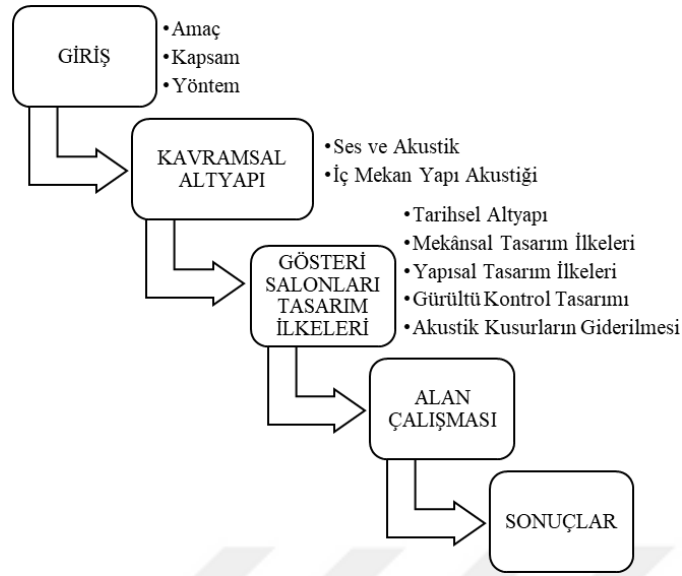 GİRİŞ
•Amaç
•Kapsam
•Yöntem
KAVRAMSAL
ALTYAPI
•Ses ve Akustik
•İç Mekan Yapı Akustiği
GÖSTERİ
SALONLARI
TASARIM
İLKELERİ
•Tarihsel Altyapı
•Mekânsal Tasarım İlkeleri
•Yapısal Tasarım İlkeleri
•Gürültü Kontrol Tasarımı
•Akustik Kusurların Giderilmesi
ALAN
ÇALIŞMASI
SONUÇLAR